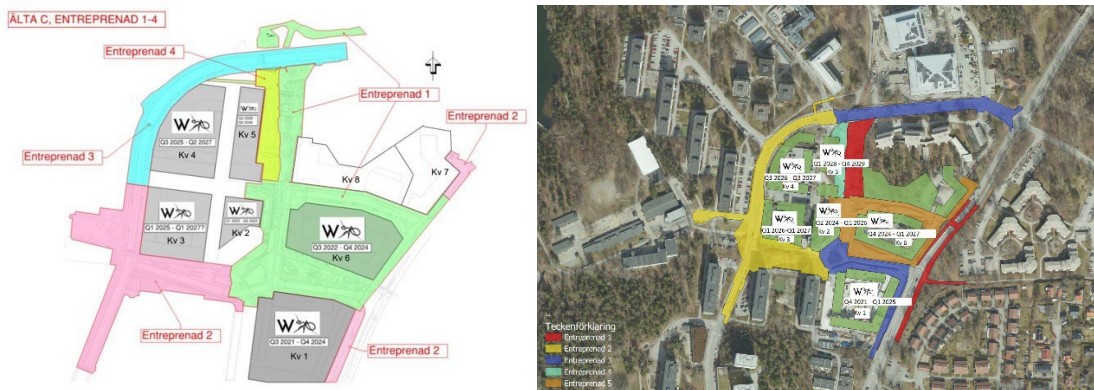 ÄLTA C, ENTREPRENAD 1-4
Entreprenad 4
Entreprenad 1
Entreprenad 2
Kv 5
Q3 2025 - Q2 2027
Kv 4
Entreprenad 3
Kv 8
Kv 7
Q1 2025 - Q1 2027?
Kv 3
Kv 2
Q3 2022 - Q4 2024
Kv 6
Entreprenad 2
Q3 2021 - Q4 2024
Kv 1
Entreprenad 2
Q1 2028 - Q4 2029
Kv 5
Q3 2026 - Q3 2027
Kv 4
Q1 2026-Q1 2027
Kv 3
Q2 2024 - Q1 2026
Kv 2
Q4 2024 - Q1 2027
Kv 6
Q4 2021 - Q1 2025
Kv 1
Teckenförklaring
Entreprenad 1
Entreprenad 2
Entreprenad 3
Entreprenad 4
Entreprenad 5